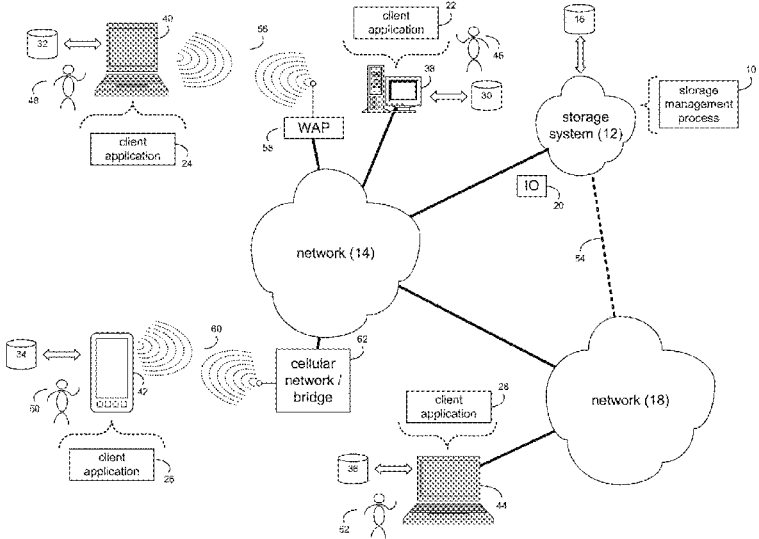 40
56
32
48
client
application
24
client
application
22
46
38
30
WAP
58
16
storage
system (12)
storage
management
process
10
IO
20
network (14)
54
34
42
50
60
62
cellular
network /
bridge
client
application
26
client
application
28
36
44
52
network (18)